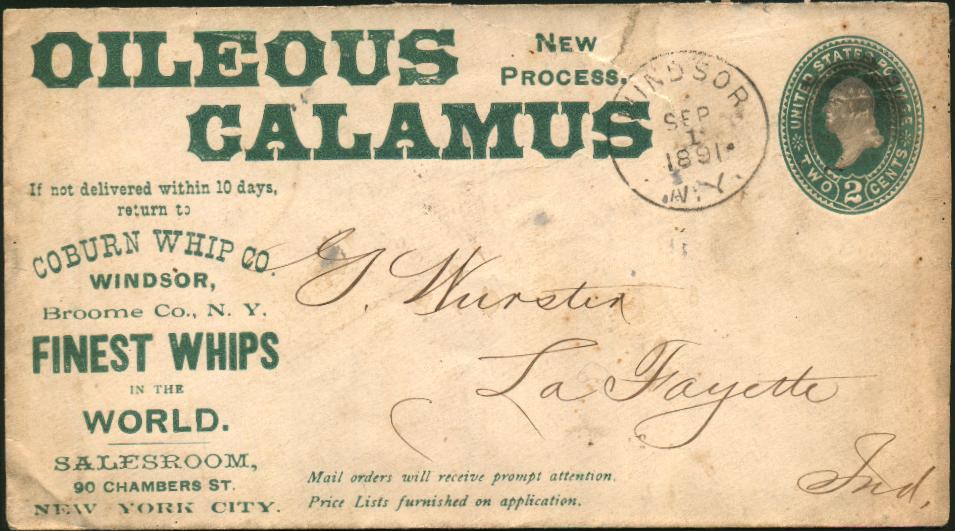 OILEOUS
CALAMUS
NEW
PROCESS.
WINDSOR
SEP
1
1891
N.Y.
UNITED STATES POSTAGE
TWO 2 CENTS
If not delivered within 10 days,
return to
COBURN WHIP CO.
WINDSOR,
Broome Co., N. Y.
FINEST WHIPS
IN THE
WORLD.
SALESROOM,
90 CHAMBERS ST.
NEW YORK CITY.
G. Wurster
La Fayette
Ind.
Mail orders will receive prompt attention.
Price Lists furnished on application.